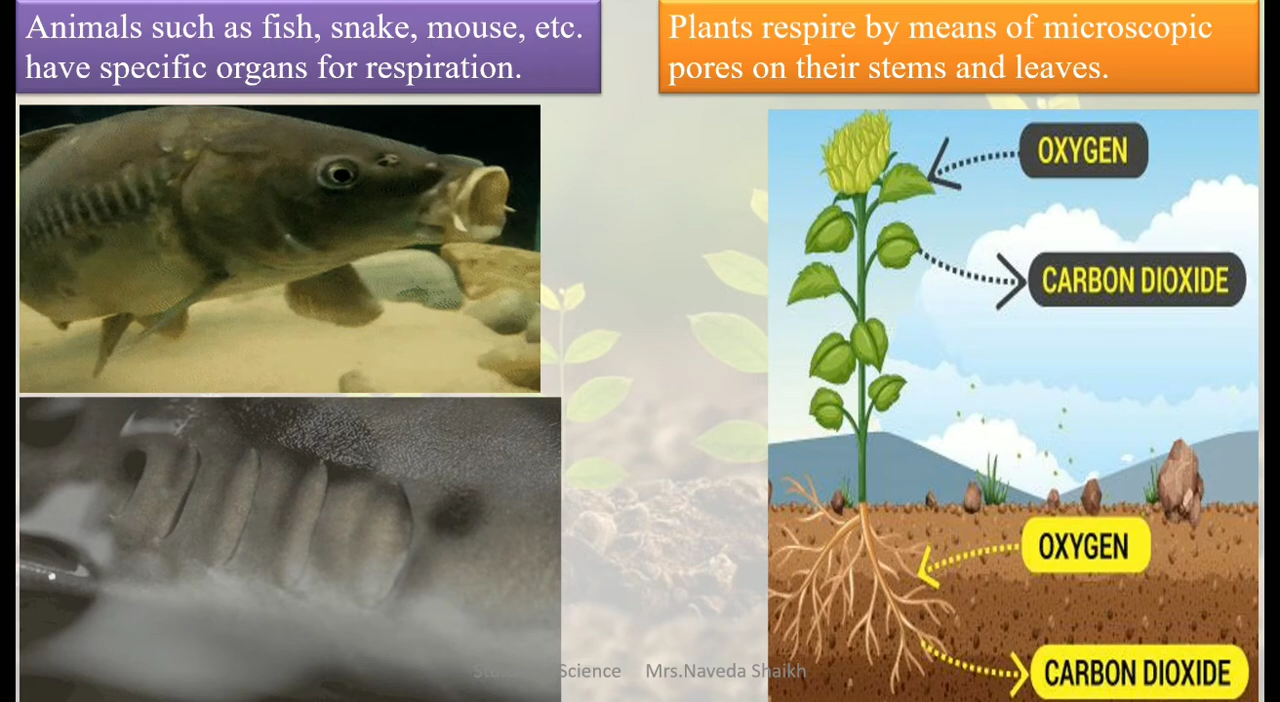 Animals such as fish, snake, mouse, etc.
have specific organs for respiration.
Plants respire by means of microscopic
pores on their stems and leaves.
OXYGEN
CARBON DIOXIDE
OXYGEN
CARBON DIOXIDE
Science Mrs.Naveda Shaikh